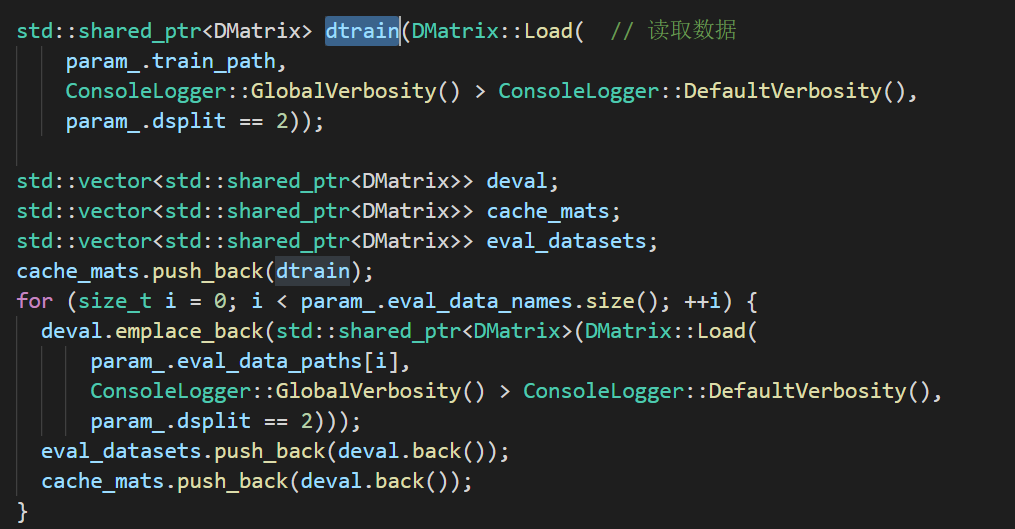 std::shared_ptr<DMatrix> dtrain(DMatrix::Load(  // 读取数据
    param_.train_path,
    ConsoleLogger::GlobalVerbosity() > ConsoleLogger::DefaultVerbosity(),
    param_.dsplit == 2));

std::vector<std::shared_ptr<DMatrix>> deval;
std::vector<std::shared_ptr<DMatrix>> cache_mats;
std::vector<std::shared_ptr<DMatrix>> eval_datasets;
cache_mats.push_back(dtrain);
for (size_t i = 0; i < param_.eval_data_names.size(); ++i) {
  deval.emplace_back(std::shared_ptr<DMatrix>(DMatrix::Load(
      param_.eval_data_paths[i],
      ConsoleLogger::GlobalVerbosity() > ConsoleLogger::DefaultVerbosity(),
      param_.dsplit == 2)));
  eval_datasets.push_back(deval.back());
  cache_mats.push_back(deval.back());
}